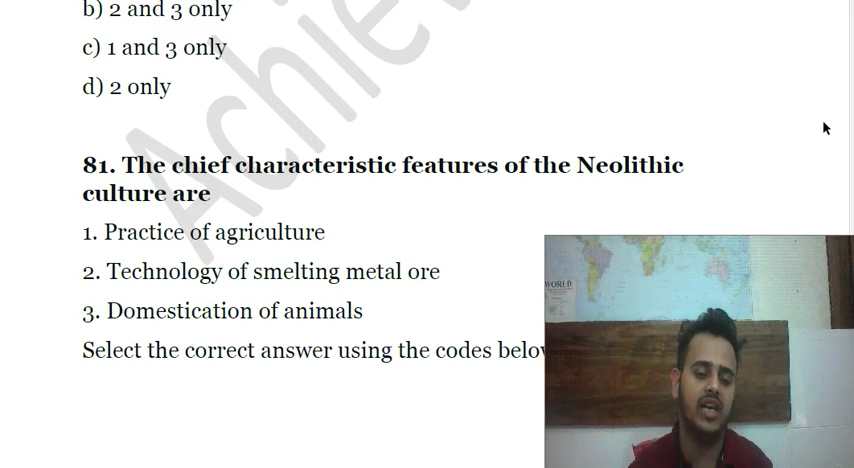 b) 2 and 3 only
c) 1 and 3 only
d) 2 only
Achiev
81. The chief characteristic features of the Neolithic
culture are
1. Practice of agriculture
2. Technology of smelting metal ore
3. Domestication of animals
Select the correct answer using the codes belov
WORLD